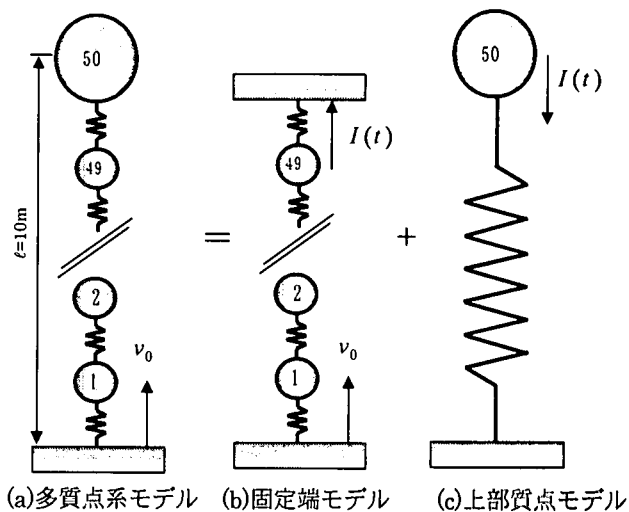 50
49
2
1
ℓ=10m
v₀
(a)多質点系モデル
=
I(t)
49
2
1
v₀
(b)固定端モデル
+
50
I(t)
(c)上部質点モデル